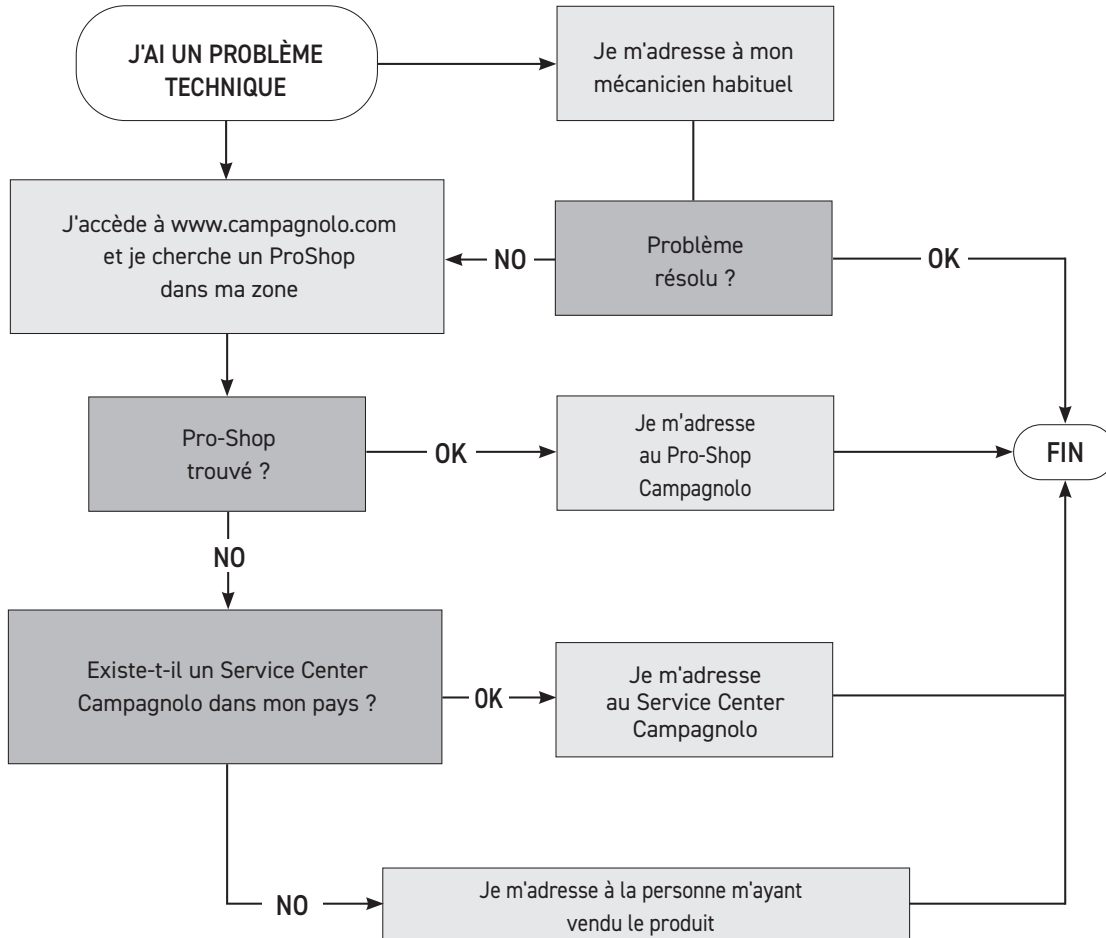 J'AI UN PROBLÈME
TECHNIQUE
Je m'adresse à mon
mécanicien habituel
J'accède à www.campagnolo.com
et je cherche un ProShop
dans ma zone
NO
Problème
résolu ?
OK
Pro-Shop
trouvé ?
OK
Je m'adresse
au Pro-Shop
Campagnolo
FIN
NO
Existe-t-il un Service Center
Campagnolo dans mon pays ?
OK
Je m'adresse
au Service Center
Campagnolo
NO
Je m'adresse à la personne m'ayant
vendu le produit